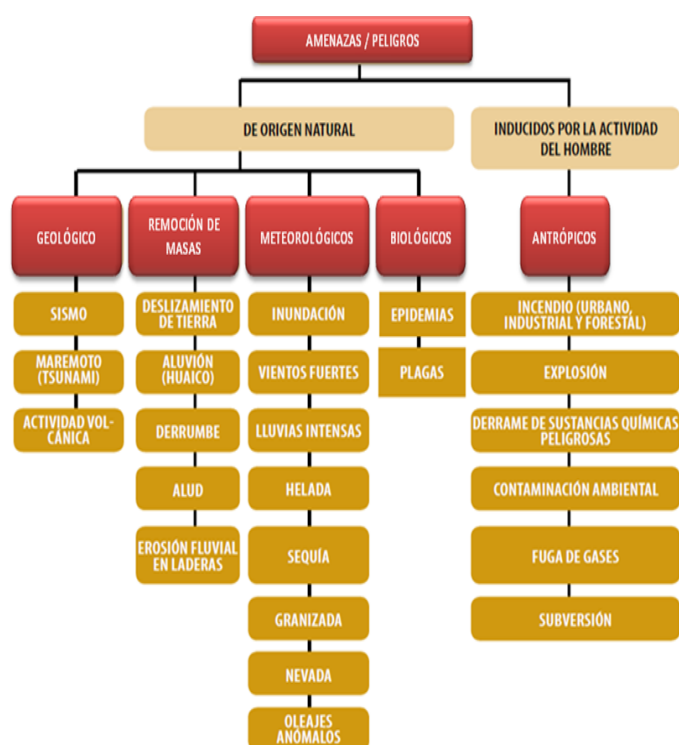 AMENAZAS / PELIGROS
DE ORIGEN NATURAL
INDUCIDOS POR LA ACTIVIDAD
DEL HOMBRE
GEOLÓGICO
REMOCIÓN DE
MASAS
METEOROLÓGICOS
BIOLÓGICOS
ANTRÓPICOS
SISMO
MAREMOTO
(TSUNAMI)
ACTIVIDAD VOL-
CÁNICA
DESLIZAMIENTO
DE TIERRA
ALUVIÓN
(HUAICO)
DERRUMBE
ALUD
EROSIÓN FLUVIAL
EN LADERAS
INUNDACIÓN
VIENTOS FUERTES
LLUVIAS INTENSAS
HELADA
SEQUÍA
GRANIZADA
NEVADA
OLEAJES
ANÓMALOS
EPIDEMIAS
PLAGAS
INCENDIO (URBANO,
INDUSTRIAL Y FORESTAL)
EXPLOSIÓN
DERRAME DE SUSTANCIAS QUÍMICAS
PELIGROSAS
CONTAMINACIÓN AMBIENTAL
FUGA DE GASES
SUBVERSIÓN